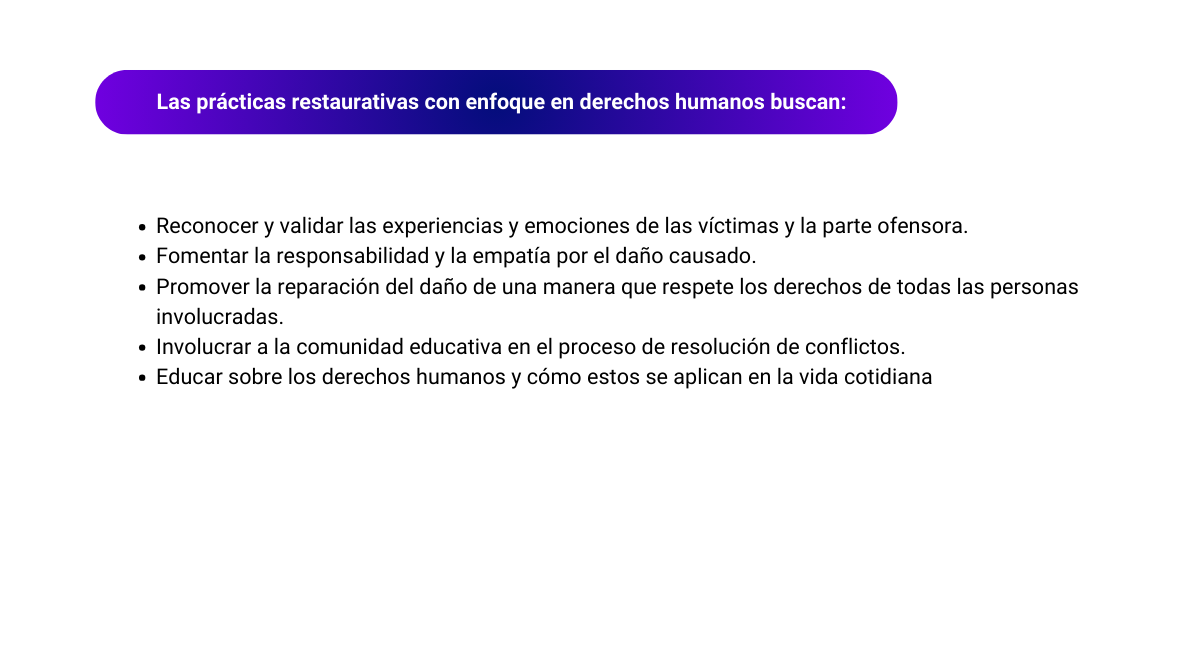 Las prácticas restaurativas con enfoque en derechos humanos buscan:
• Reconocer y validar las experiencias y emociones de las víctimas y la parte ofensora.
• Fomentar la responsabilidad y la empatía por el daño causado.
• Promover la reparación del daño de una manera que respete los derechos de todas las personas
involucradas.
• Involucrar a la comunidad educativa en el proceso de resolución de conflictos.
• Educar sobre los derechos humanos y cómo estos se aplican en la vida cotidiana